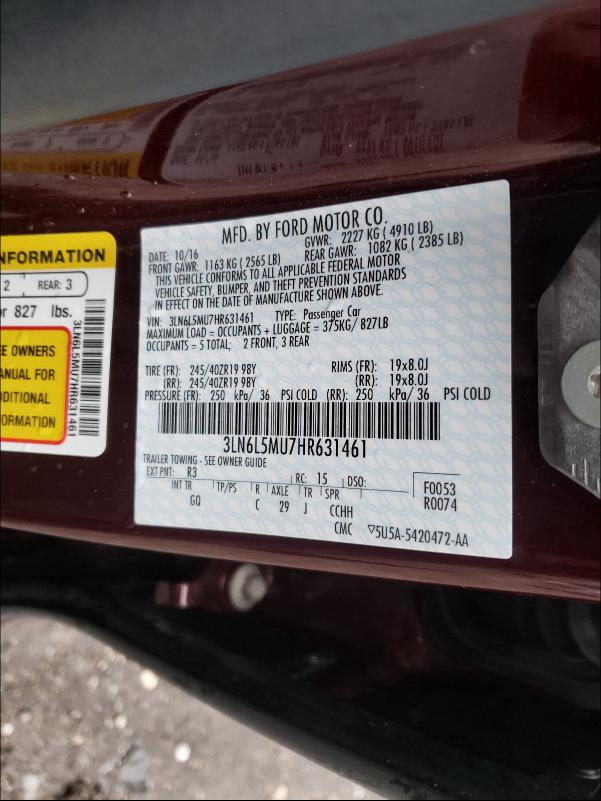 MFD. BY FORD MOTOR CO.
DATE: 10/16 GVWR: 2227 KG ( 4910 LB)
FRONT GAWR: 1163 KG ( 2565 LB) REAR GAWR: 1082 KG ( 2385 LB)
THIS VEHICLE CONFORMS TO ALL APPLICABLE FEDERAL MOTOR
VEHICLE SAFETY, BUMPER, AND THEFT PREVENTION STANDARDS
IN EFFECT ON THE DATE OF MANUFACTURE SHOWN ABOVE.
VIN: 3LN6L5MU7HR631461 TYPE: Passenger Car
MAXIMUM LOAD = OCCUPANTS + LUGGAGE = 375KG/ 827LB
OCCUPANTS = 5 TOTAL; 2 FRONT, 3 REAR
TIRE (FR): 245/40ZR19 98Y RIMS (FR): 19x8.0J
(RR): 245/40ZR19 98Y (RR): 19x8.0J
PRESSURE (FR): 250 kPa/ 36 PSI COLD (RR): 250 kPa/ 36 PSI COLD
3LN6L5MU7HR631461
TRAILER TOWING - SEE OWNER GUIDE
EXT PNT: R3 RC: 15 DSO: F0053
INT TR TP/PS R AXLE TR SPR R0074
GQ C 29 J CCHH
CMC ▽5U5A-5420472-AA
INFORMATION
2 REAR: 3
or 827 lbs.
EE OWNERS
ANUAL FOR
DDITIONAL
FORMATION
3LN6L5MU7HR631461